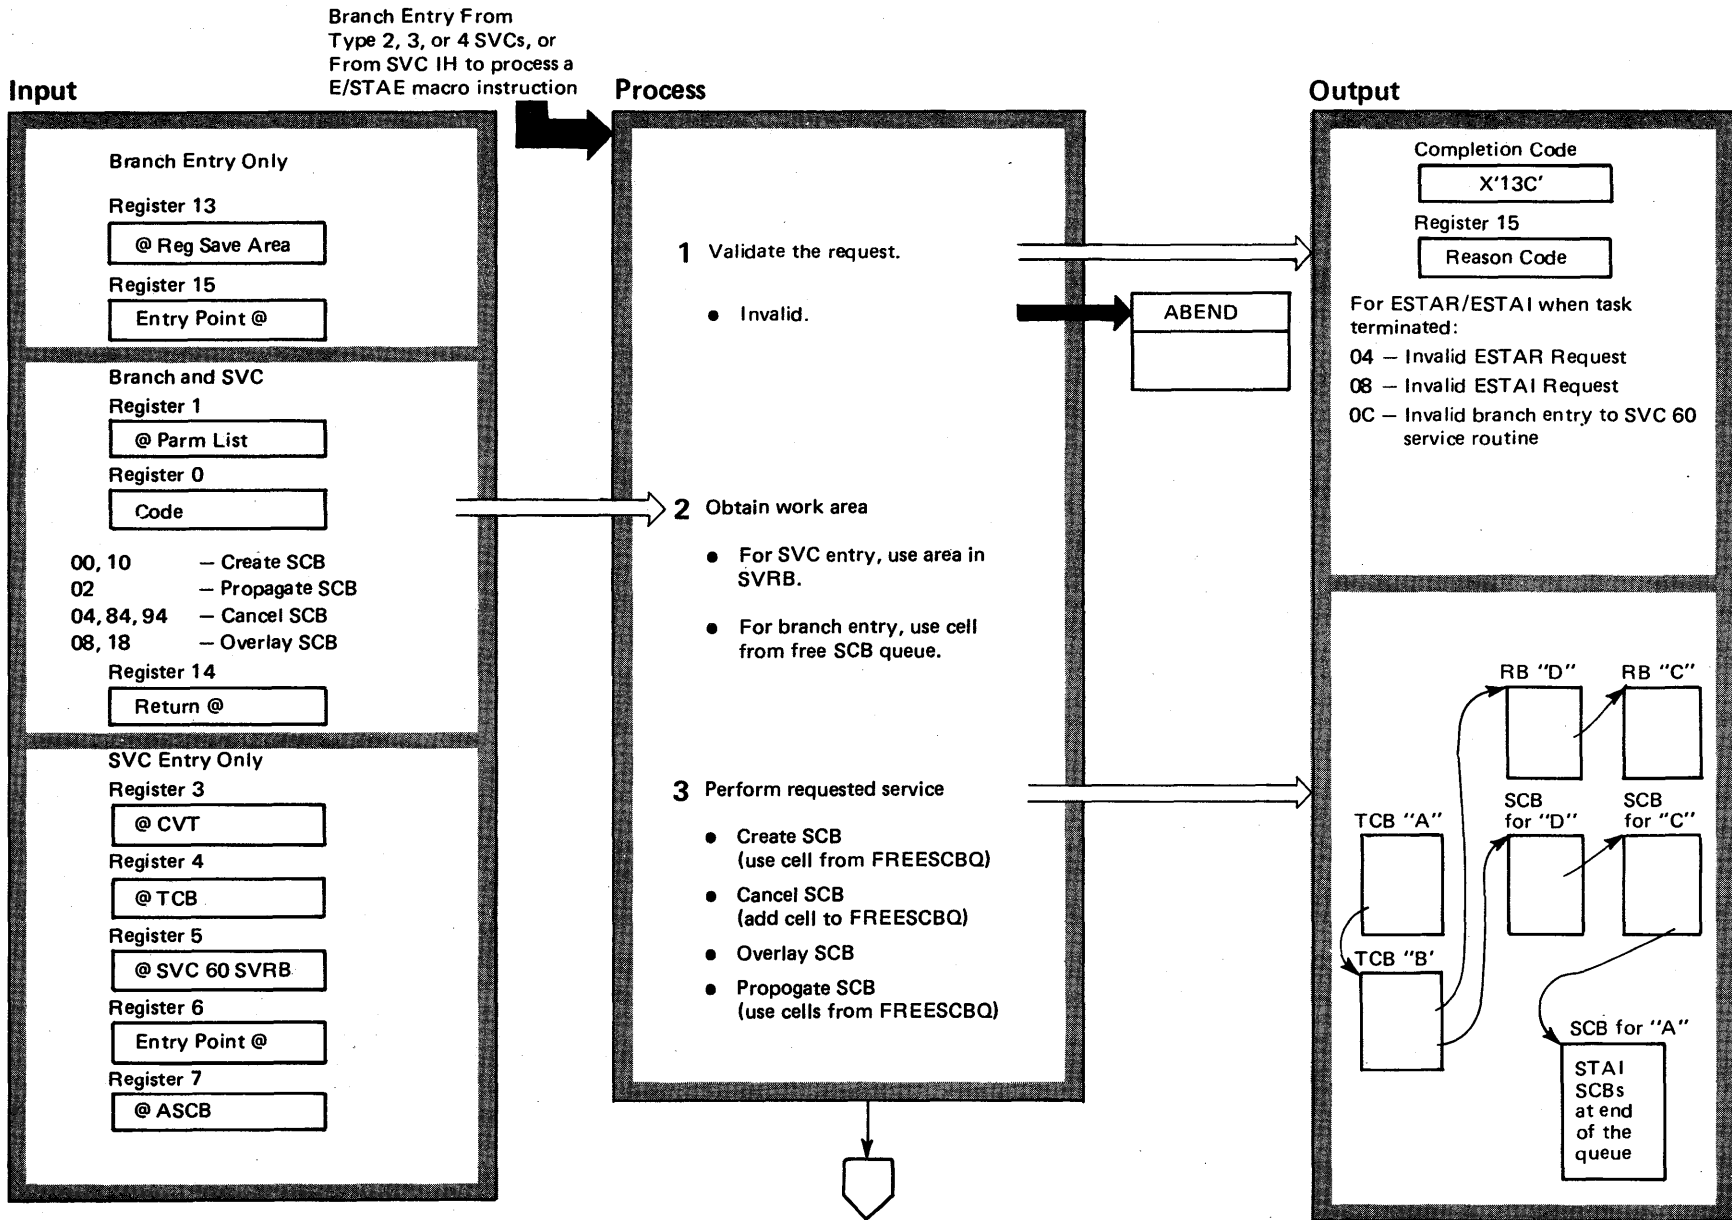 Branch Entry From
Type 2, 3, or 4 SVCs, or
From SVC IH to process a
E/STAE macro instruction
Input
Branch Entry Only
Register 13
@ Reg Save Area
Register 15
Entry Point @
Branch and SVC
Register 1
@ Parm List
Register 0
Code
00, 10 — Create SCB
02 — Propagate SCB
04, 84, 94 — Cancel SCB
08, 18 — Overlay SCB
Register 14
Return @
SVC Entry Only
Register 3
@ CVT
Register 4
@ TCB
Register 5
@ SVC 60 SVRB
Register 6
Entry Point @
Register 7
@ ASCB
Process
1 Validate the request.
• Invalid.
ABEND
2 Obtain work area
• For SVC entry, use area in
SVRB.
• For branch entry, use cell
from free SCB queue.
3 Perform requested service
• Create SCB
(use cell from FREESCBQ)
• Cancel SCB
(add cell to FREESCBQ)
• Overlay SCB
• Propogate SCB
(use cells from FREESCBQ)
Output
Completion Code
X'13C'
Register 15
Reason Code
For ESTAR/ESTAI when task
terminated:
04 — Invalid ESTAR Request
08 — Invalid ESTAI Request
0C — Invalid branch entry to SVC 60
service routine
RB "D"
RB "C"
SCB
for "D"
SCB
for "C"
TCB "A"
TCB "B'
SCB for "A"
STAI
SCBs
at end
of the
queue